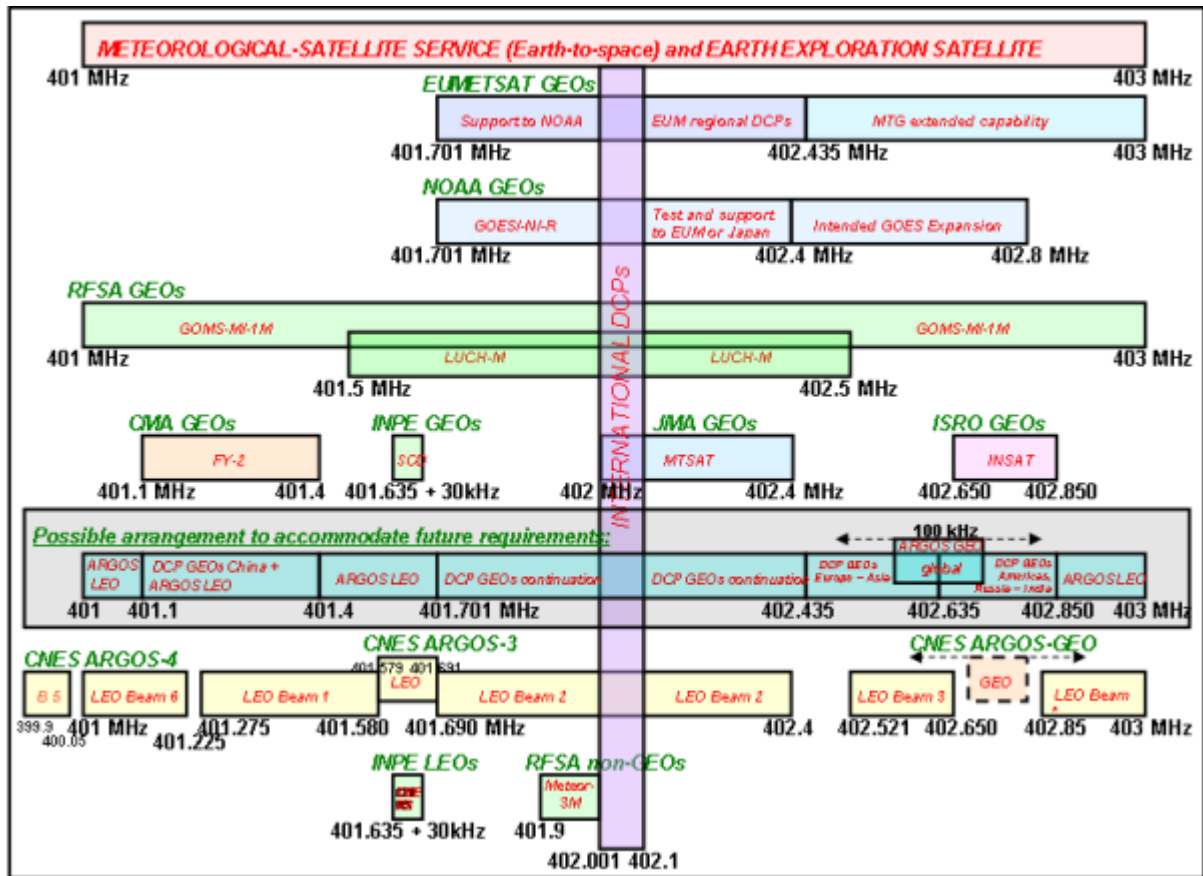 METEOROLOGICAL-SATELLITE SERVICE (Earth-to-space) and EARTH EXPLORATION SATELLITE
401 MHz 403 MHz
EUMETSAT GEOs
Support to NOAA EUM regional DCPs MTG extended capability
401.701 MHz 402.435 MHz 403 MHz
NOAA GEOs
GOESI-N/-R Test and support to EUM or Japan Intended GOES Expansion
401.701 MHz 402.4 MHz 402.8 MHz
INTERNATIONAL DCPs
RFSA GEOs
GOMS-M/-1M GOMS-M/-1M
401 MHz LUCH-M LUCH-M 403 MHz
401.5 MHz 402.5 MHz
CMA GEOs INPE GEOs JMA GEOs ISRO GEOs
FY-2 SCD MTSAT INSAT
401.1 MHz 401.4 401.635 + 30kHz 402 MHz 402.4 MHz 402.650 402.850
Possible arrangement to accommodate future requirements:
100 kHz
ARGOS LEO DCP GEOs China + ARGOS LEO ARGOS LEO DCP GEOs continuation DCP GEOs continuation DCP GEOs Europe – Asia ARGOS GEO global DCP GEOs Americas, Russia – India ARGOS LEO
401 401.1 401.4 401.701 MHz 402.435 402.635 402.850 403 MHz
CNES ARGOS-4 CNES ARGOS-3 CNES ARGOS-GEO
401.579 401.691
B 5 LEO Beam 6 LEO Beam 1 LEO LEO Beam 2 LEO Beam 2 LEO Beam 3 GEO LEO Beam
399.9 400.05 401 MHz 401.225 401.275 401.580 401.690 MHz 402.4 402.521 402.650 402.85 403 MHz
INPE LEOs RFSA non-GEOs
Meteor-3M
401.635 + 30kHz 401.9
402.001 402.1